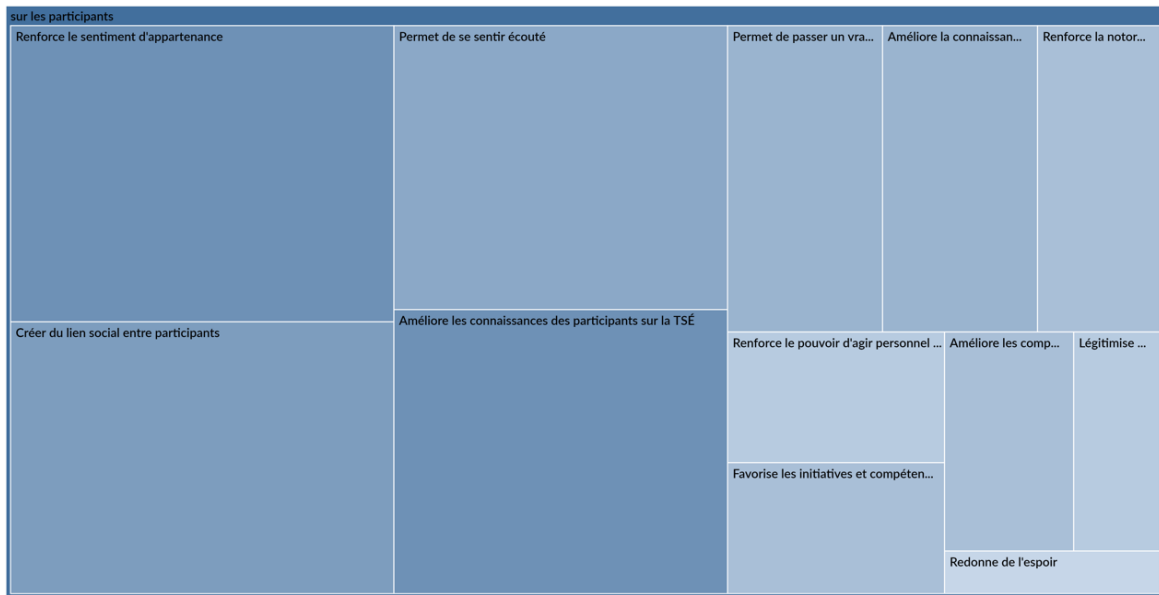 sur les participants
Renforce le sentiment d'appartenance
Permet de se sentir écouté
Permet de passer un vra...
Améliore la connaissan...
Renforce la notor...
Créer du lien social entre participants
Améliore les connaissances des participants sur la TSÉ
Renforce le pouvoir d'agir personnel ...
Améliore les comp...
Légitimise ...
Favorise les initiatives et compéten...
Redonne de l'espoir